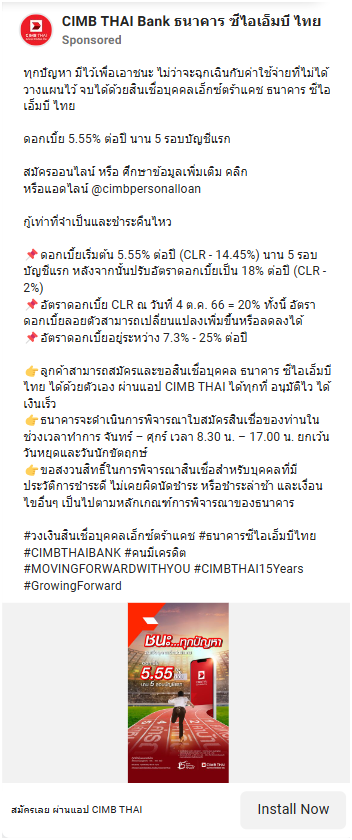 CIMB THAI Bank ธนาคาร ซีไอเอ็มบี ไทย
Sponsored
CIMB THAI
ทุกปัญหา มีไว้เพื่อเอาชนะ ไม่ว่าจะฉุกเฉินกับค่าใช้จ่ายที่ไม่ได้
วางแผนไว้ จบได้ด้วยสินเชื่อบุคคลเอ็กซ์ตร้าแคช ธนาคาร ซีไอ
เอ็มบี ไทย
ดอกเบี้ย 5.55% ต่อปี นาน 5 รอบบัญชีแรก
สมัครออนไลน์ หรือ ศึกษาข้อมูลเพิ่มเติม คลิก
หรือแอดไลน์ @cimbpersonalloan
กู้เท่าที่จำเป็นและชำระคืนไหว
📌ดอกเบี้ยเริ่มต้น 5.55% ต่อปี (CLR - 14.45%) นาน 5 รอบ
บัญชีแรก หลังจากนั้นปรับอัตราดอกเบี้ยเป็น 18% ต่อปี (CLR -
2%)
📌อัตราดอกเบี้ย CLR ณ วันที่ 4 ต.ค. 66 = 20% ทั้งนี้ อัตรา
ดอกเบี้ยลอยตัวสามารถเปลี่ยนแปลงเพิ่มขึ้นหรือลดลงได้
📌อัตราดอกเบี้ยอยู่ระหว่าง 7.3% - 25% ต่อปี
👉ลูกค้าสามารถสมัครและขอสินเชื่อบุคคล ธนาคาร ซีไอเอ็มบี
ไทย ได้ด้วยตัวเอง ผ่านแอป CIMB THAI ได้ทุกที่ อนุมัติไว ได้
เงินเร็ว
👉ธนาคารจะดำเนินการพิจารณาใบสมัครสินเชื่อของท่านใน
ช่วงเวลาทำการ จันทร์ – ศุกร์ เวลา 8.30 น. – 17.00 น. ยกเว้น
วันหยุดและวันนักขัตฤกษ์
👉ขอสงวนสิทธิ์ในการพิจารณาสินเชื่อสำหรับบุคคลที่มี
ประวัติการชำระดี ไม่เคยผิดนัดชำระ หรือชำระล่าช้า และเงื่อน
ไขอื่นๆ เป็นไปตามหลักเกณฑ์การพิจารณาของธนาคาร
#วงเงินสินเชื่อบุคคลเอ็กซ์ตร้าแคช #ธนาคารซีไอเอ็มบีไทย
#CIMBTHAIBANK #คนมีเครดิต
#MOVINGFORWARDWITHYOU #CIMBTHAI15Years
#GrowingForward
ชนะ...ทุกปัญหา
5.55
CIMB THAI
สมัครเลย ผ่านแอป CIMB THAI
Install Now